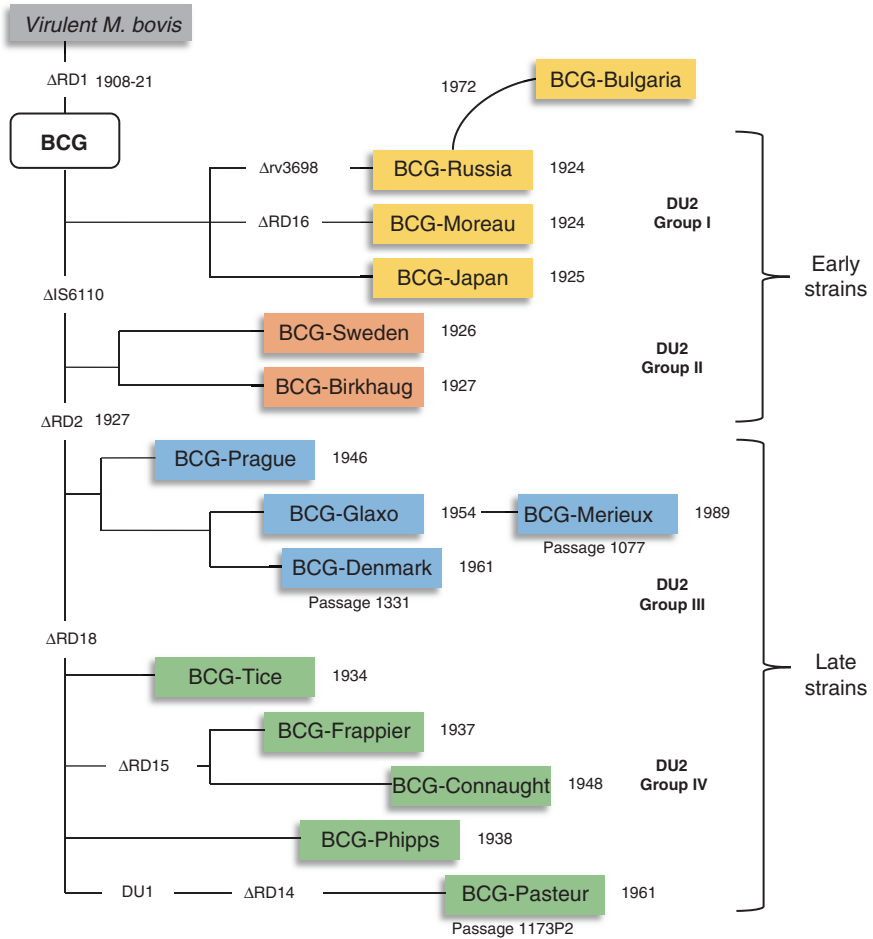 Virulent M. bovis
ΔRD1 1908-21
BCG
1972
BCG-Bulgaria
Δrv3698
BCG-Russia
1924
ΔRD16
BCG-Moreau
1924
BCG-Japan
1925
DU2
Group I
ΔIS6110
BCG-Sweden
1926
BCG-Birkhaug
1927
DU2
Group II
Early
strains
ΔRD2 1927
BCG-Prague
1946
BCG-Glaxo
1954
BCG-Merieux
1989
Passage 1077
BCG-Denmark
1961
Passage 1331
DU2
Group III
ΔRD18
BCG-Tice
1934
BCG-Frappier
1937
ΔRD15
BCG-Connaught
1948
DU2
Group IV
BCG-Phipps
1938
DU1
ΔRD14
BCG-Pasteur
1961
Passage 1173P2
Late
strains